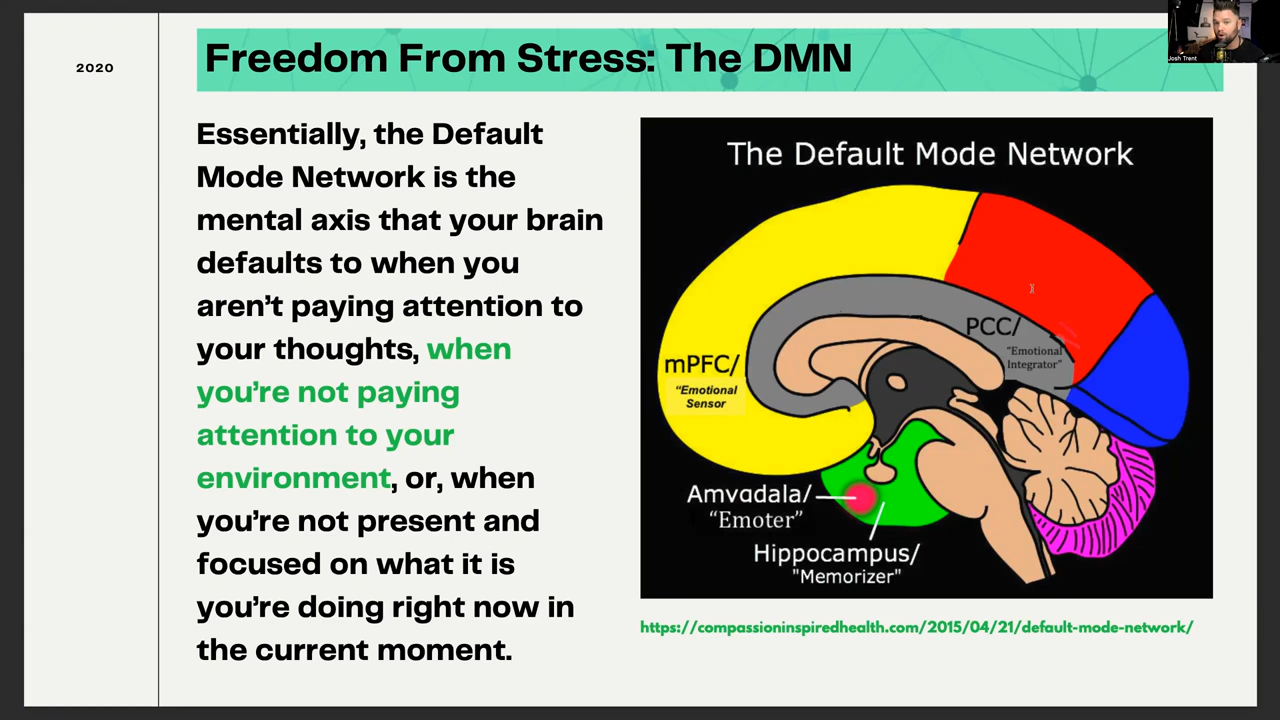 2020
Freedom From Stress: The DMN
Josh Trent
Essentially, the Default
Mode Network is the
mental axis that your brain
defaults to when you
aren’t paying attention to
your thoughts, when
you’re not paying
attention to your
environment, or, when
you’re not present and
focused on what it is
you’re doing right now in
the current moment.
The Default Mode Network
PCC/
“Emotional
Integrator”
mPFC/
“Emotional
Sensor
Amygdala/
“Emoter”
Hippocampus/
"Memorizer"
https://compassioninspiredhealth.com/2015/04/21/default-mode-network/